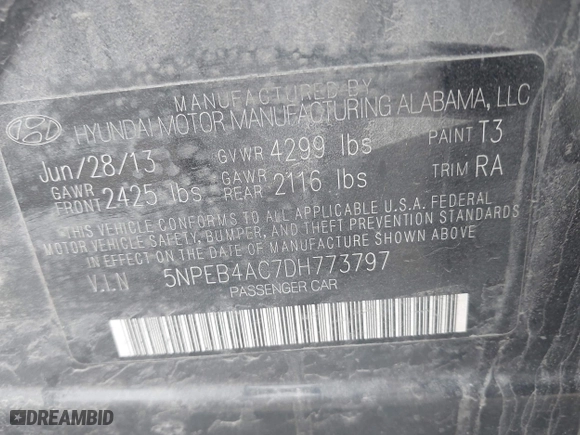 MANUFACTURED BY
HYUNDAI MOTOR MANUFACTURING ALABAMA, LLC
Jun/28/13 GVWR 4299 lbs PAINT T3
GAWR FRONT 2425 lbs GAWR REAR 2116 lbs TRIM RA
THIS VEHICLE CONFORMS TO ALL APPLICABLE U.S.A. FEDERAL
MOTOR VEHICLE SAFETY, BUMPER, AND THEFT PREVENTION STANDARDS
IN EFFECT ON THE DATE OF MANUFACTURE SHOWN ABOVE.
V.I.N 5NPEB4AC7DH773797
PASSENGER CAR
DREAMBID